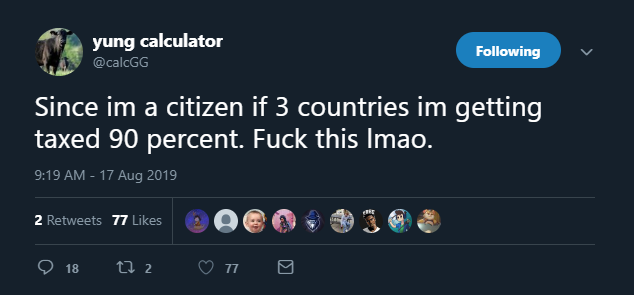 yung calculator
@calcGG
Following
Since im a citizen if 3 countries im getting
taxed 90 percent. Fuck this lmao.
9:19 AM - 17 Aug 2019
2 Retweets 77 Likes
18 2 77